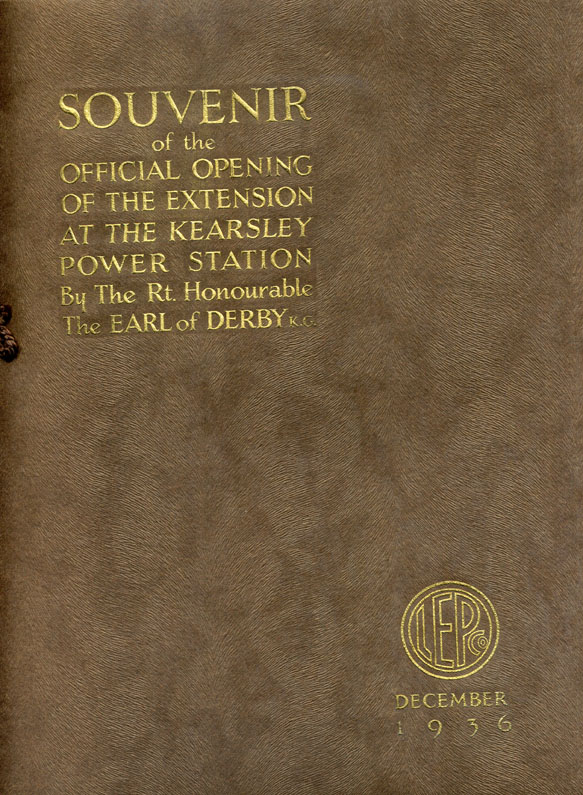 SOUVENIR
of the
OFFICIAL OPENING
OF THE EXTENSION
AT THE KEARSLEY
POWER STATION
By The Rt. Honourable
The EARL of DERBY K.G.
LEPCo
DECEMBER
1936